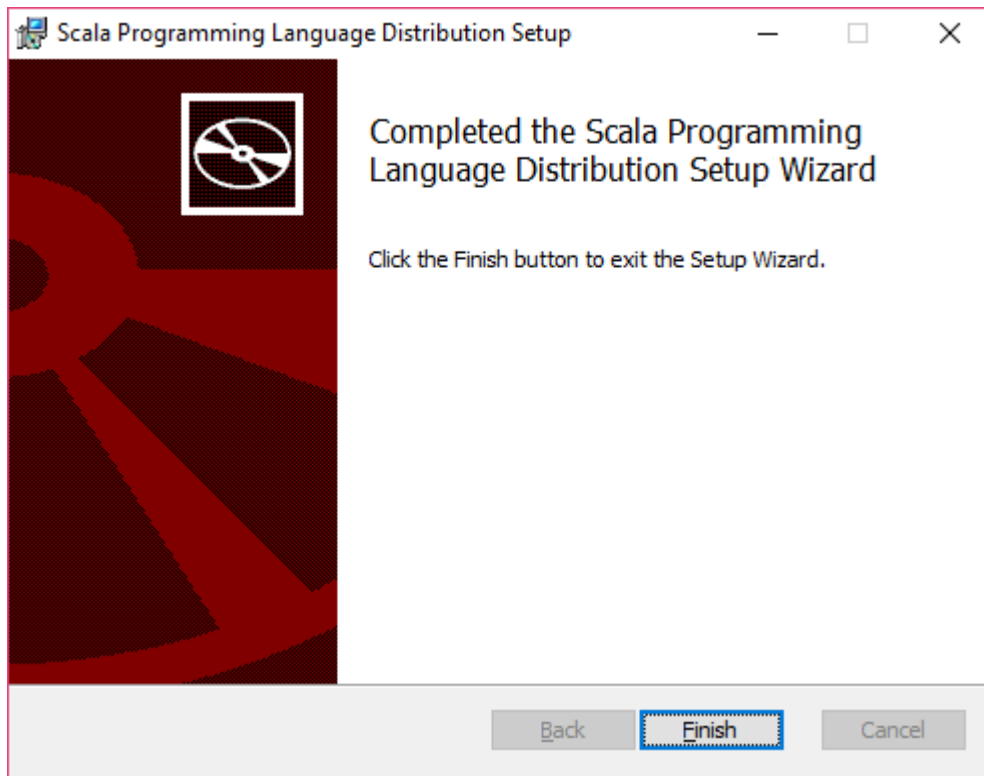 Scala Programming Language Distribution Setup
Completed the Scala Programming
Language Distribution Setup Wizard
Click the Finish button to exit the Setup Wizard.
Back
Finish
Cancel